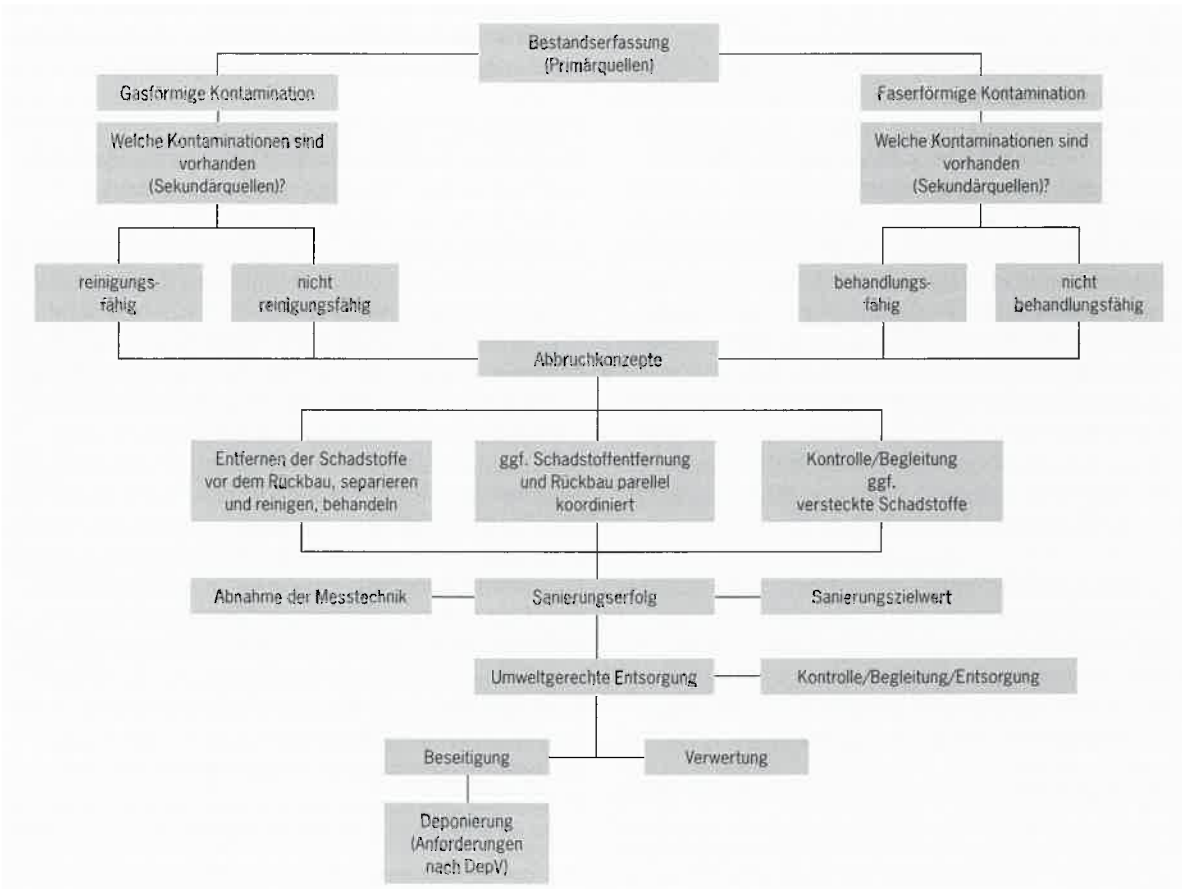 Bestandserfassung
(Primärquellen)
Gasförmige Kontamination
Faserförmige Kontamination
Welche Kontaminationen sind
vorhanden
(Sekundärquellen)?
Welche Kontaminationen sind
vorhanden
(Sekundärquellen)?
reinigungs-
fähig
nicht
reinigungsfähig
behandlungs-
fähig
nicht
behandlungsfähig
Abbruchkonzepte
Entfernen der Schadstoffe
vor dem Rückbau, separieren
und reinigen, behandeln
ggf. Schadstoffentfernung
und Rückbau parellel
koordiniert
Kontrolle/Begleitung
ggf.
versteckte Schadstoffe
Abnahme der Messtechnik
Sanierungserfolg
Sanierungszielwert
Umweltgerechte Entsorgung
Kontrolle/Begleitung/Entsorgung
Beseitigung
Verwertung
Deponierung
(Anforderungen
nach DepV)